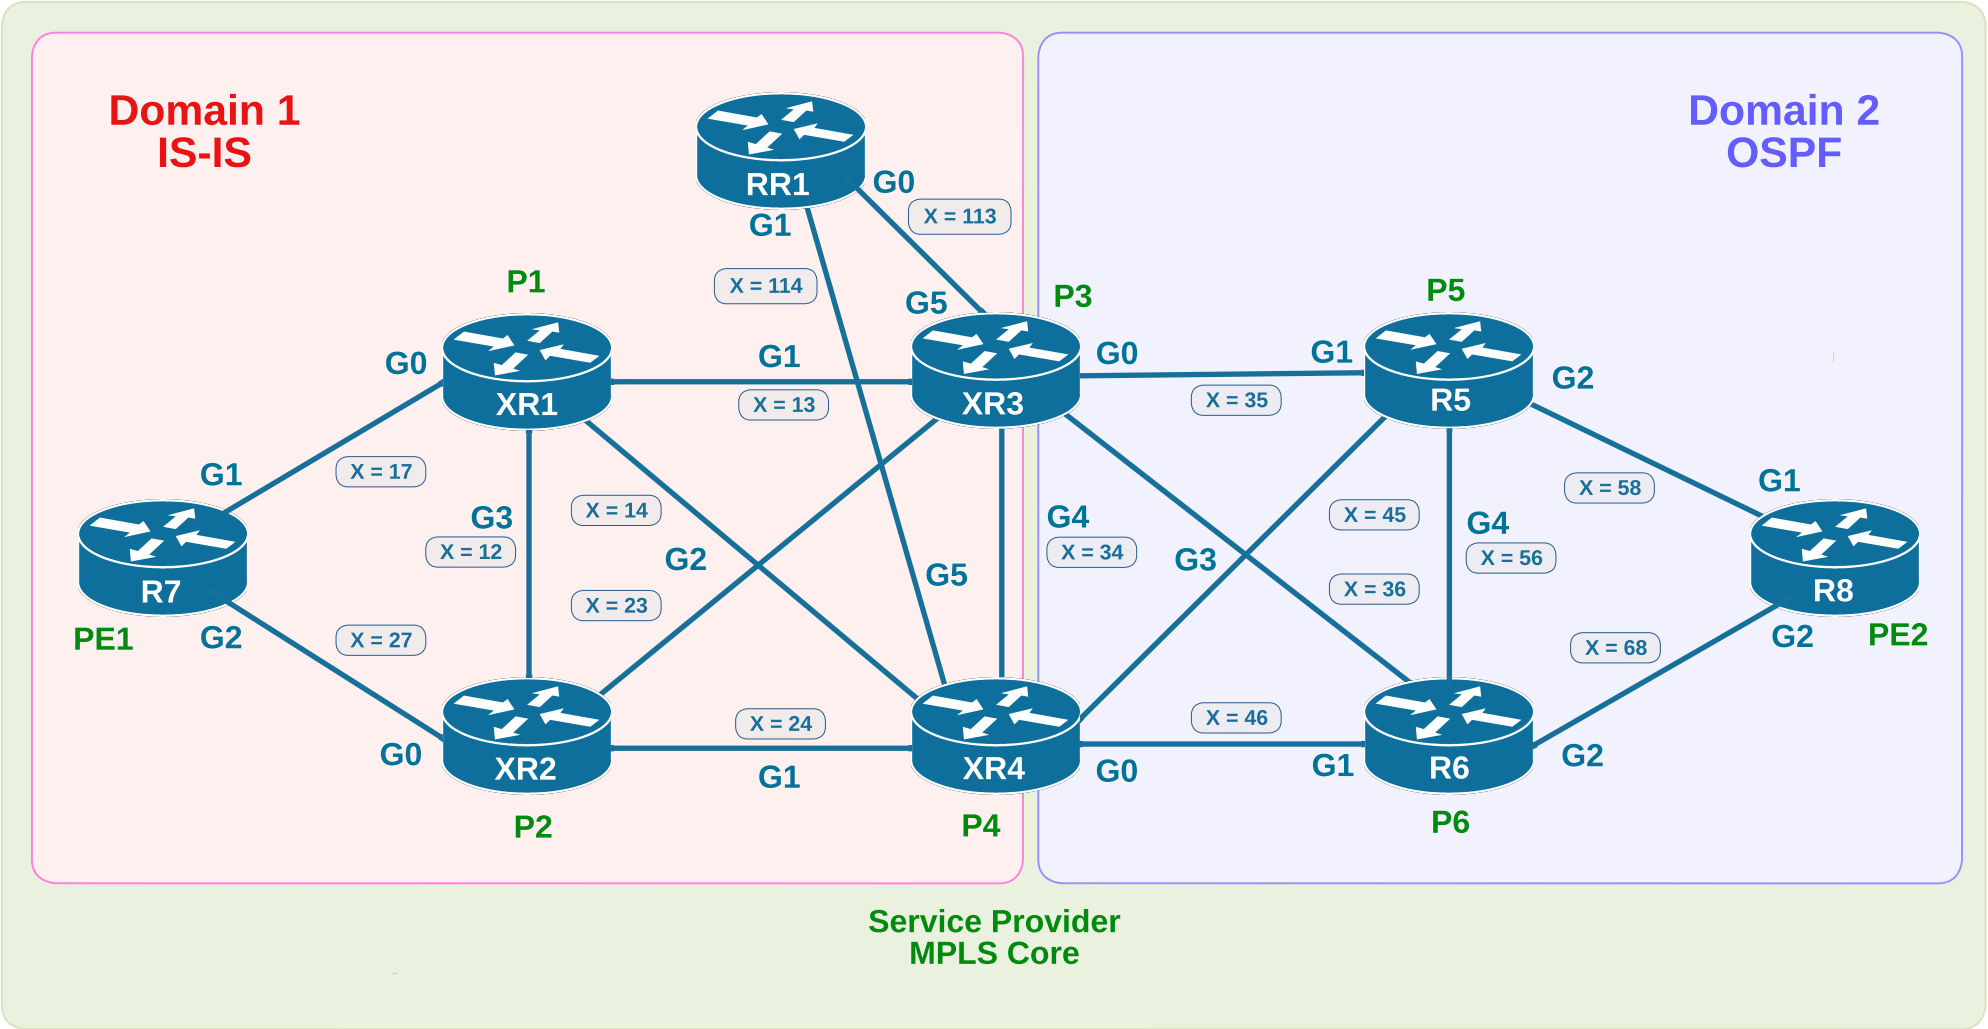 Domain 1
IS-IS
Domain 2
OSPF
RR1
G0
X = 113
G1
X = 114
P1
G5
P3
P5
XR1
G0
G1
X = 13
XR3
G0
G1
X = 35
R5
G2
G1
X = 17
G3
X = 12
X = 14
G2
X = 23
G5
G4
X = 34
G3
X = 45
X = 36
G4
X = 56
X = 58
G1
R7
PE1
G2
X = 27
R8
G2
PE2
X = 68
G0
XR2
P2
X = 24
G1
XR4
P4
G0
X = 46
G1
R6
P6
G2
Service Provider
MPLS Core